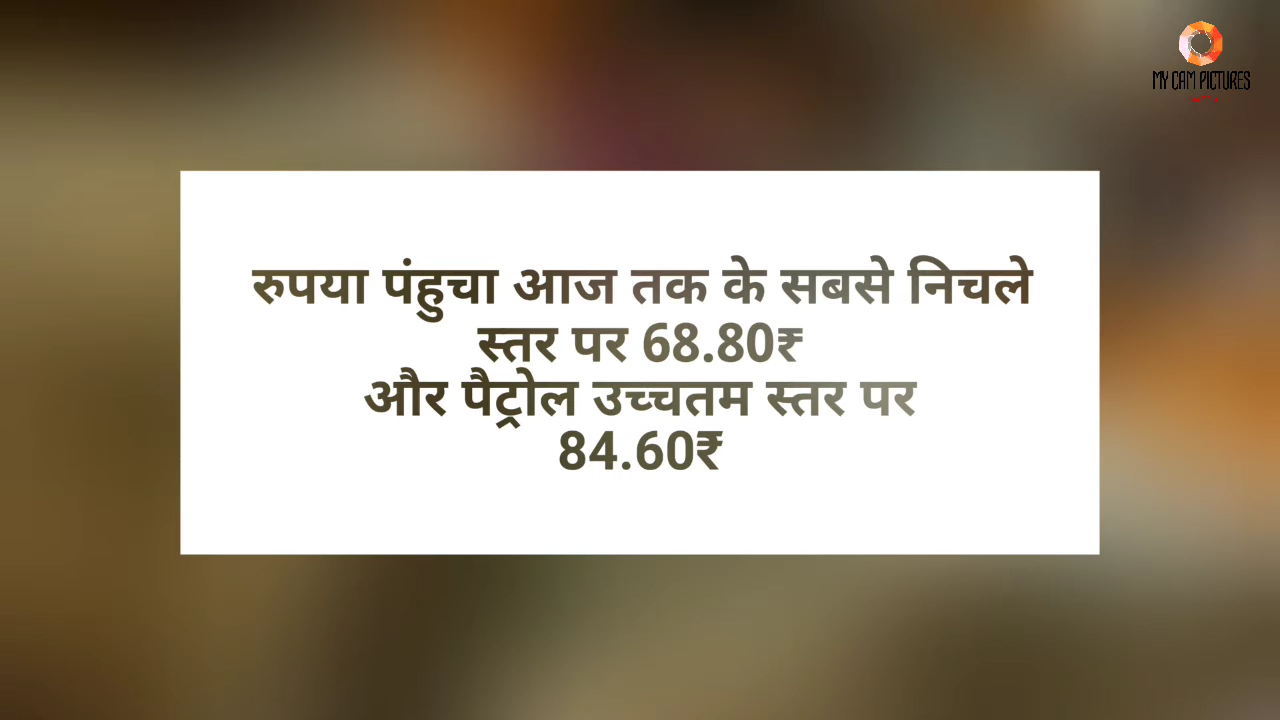 MY CAM PICTURES
रुपया पंहुचा आज तक के सबसे निचले
स्तर पर 68.80₹
और पैट्रोल उच्चतम स्तर पर
84.60₹